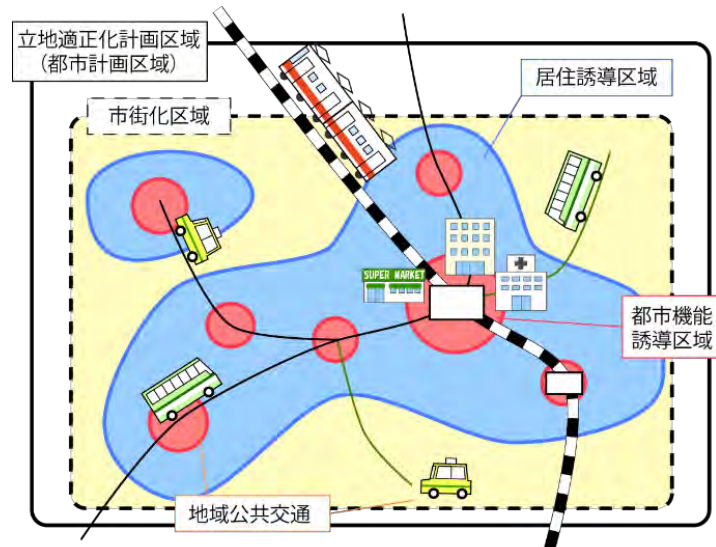 立地適正化計画区域
（都市計画区域）
居住誘導区域
市街化区域
SUPER MARKET
都市機能
誘導区域
地域公共交通